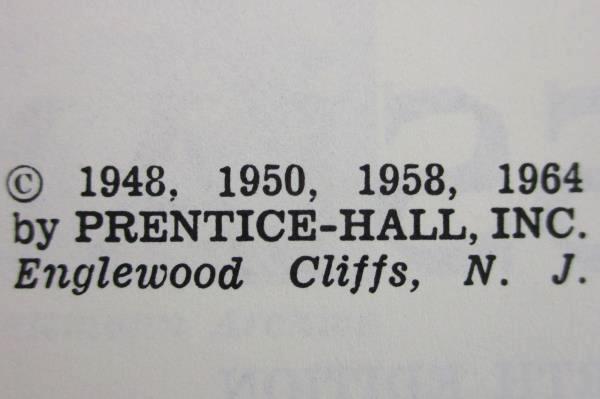 © 1948, 1950, 1958, 1964
by PRENTICE-HALL, INC.
Englewood Cliffs, N. J.